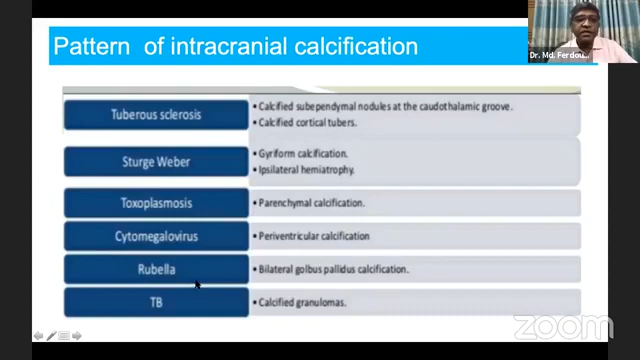 Pattern of intracranial calcification
Dr. Md. Ferdou...
Tuberous sclerosis
• Calcified subependymal nodules at the caudothalamic groove.
• Calcified cortical tubers.
Sturge Weber
• Gyriform calcification.
• Ipsilateral hemiatrophy.
Toxoplasmosis
• Parenchymal calcification.
Cytomegalovirus
• Periventricular calcification
Rubella
• Bilateral golbus pallidus calcification.
TB
• Calcified granulomas.
zoom